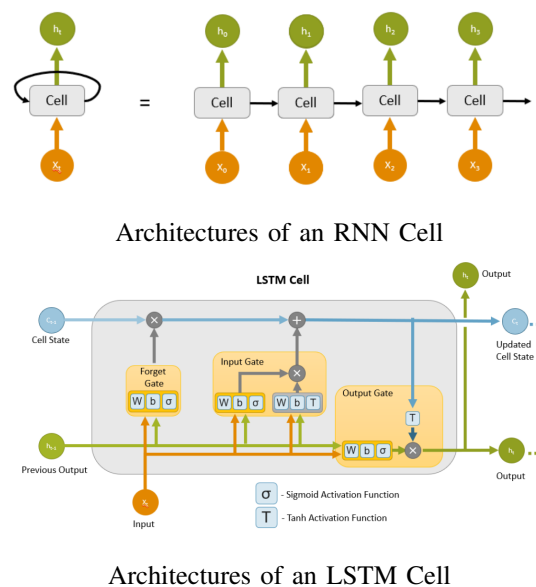 hₜ h₀ h₁ h₂ h₃
Cell = Cell Cell Cell Cell
Xₜ X₀ X₁ X₂ X₃
Architectures of an RNN Cell
LSTM Cell
hₜ Output
Cₜ₋₁ × + Cₜ
Cell State
Updated
Cell State
Forget
Gate
W b σ
Input Gate
×
W b σ W b T
Output Gate
T
W b σ ×
hₜ₋₁
Previous Output
hₜ
Output
Xₜ
Input
σ - Sigmoid Activation Function
T - Tanh Activation Function
Architectures of an LSTM Cell